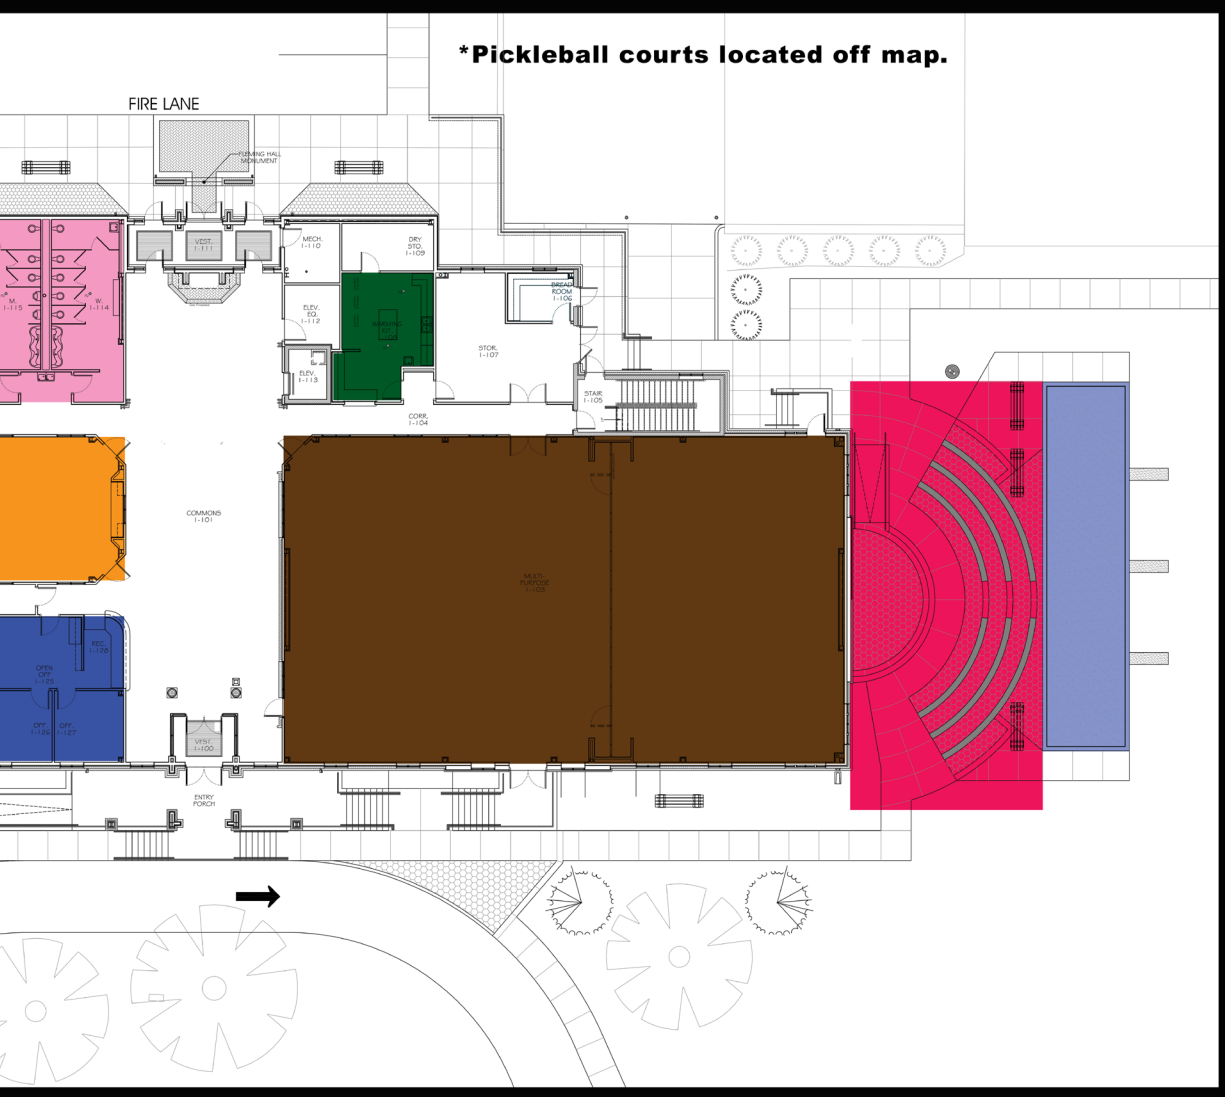 *Pickleball courts located off map.
FIRE LANE
FLEMING HALL
MONUMENT
VEST.
1-111
MECH.
1-110
DRY
STO.
1-109
M.
1-115
W.
1-114
ELEV.
EQ.
1-112
BREAD
ROOM
1-106
STOR.
1-107
ELEV.
1-113
STAIR
1-105
CORR.
1-104
COMMONS
1-101
MULTI-
PURPOSE
1-103
REC.
1-128
OPEN
OFF
1-125
OFF.
1-126
OFF.
1-127
VEST.
1-100
ENTRY
PORCH